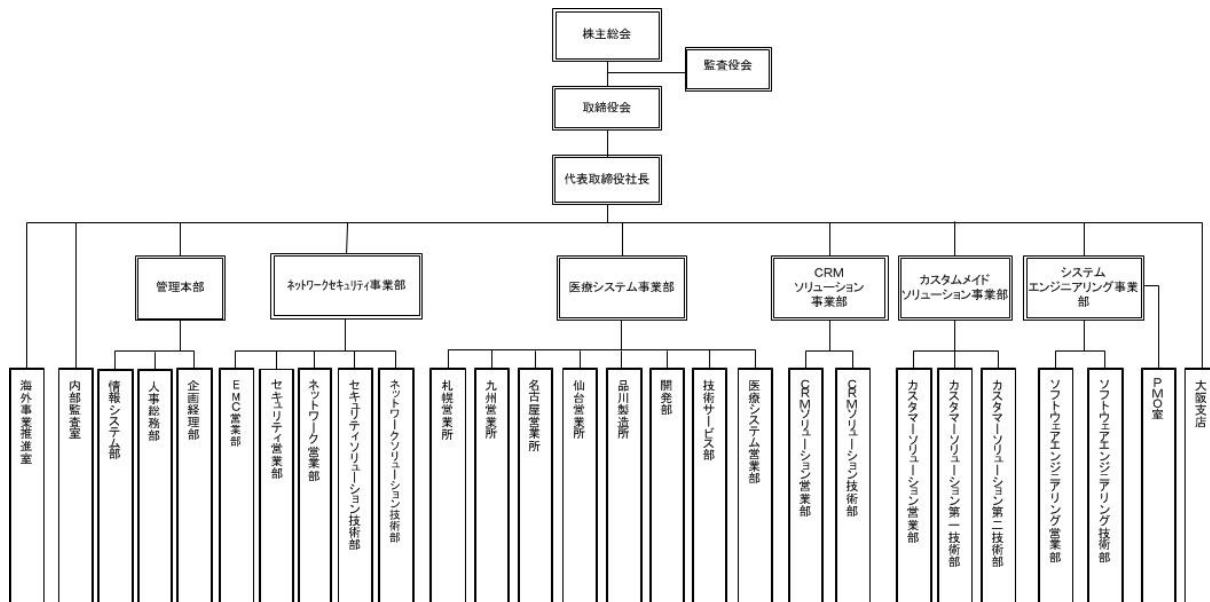 株主総会
監査役会
取締役会
代表取締役社長
管理本部
ネットワークセキュリティ事業部
医療システム事業部
CRM
ソリューション
事業部
カスタムメイド
ソリューション事業部
システム
エンジニアリング事業
部
海外事業推進室
内部監査室
情報システム部
人事総務部
企画経理部
EMC営業部
セキュリティ営業部
ネットワーク営業部
セキュリティソリューション技術部
ネットワークソリューション技術部
札幌営業所
九州営業所
名古屋営業所
仙台営業所
品川製造所
開発部
技術サービス部
医療システム営業部
CRMソリューション営業部
CRMソリューション技術部
カスタマーソリューション営業部
カスタマーソリューション第一技術部
カスタマーソリューション第二技術部
ソフトウェアエンジニアリング営業部
ソフトウェアエンジニアリング技術部
PMO室
大阪支店